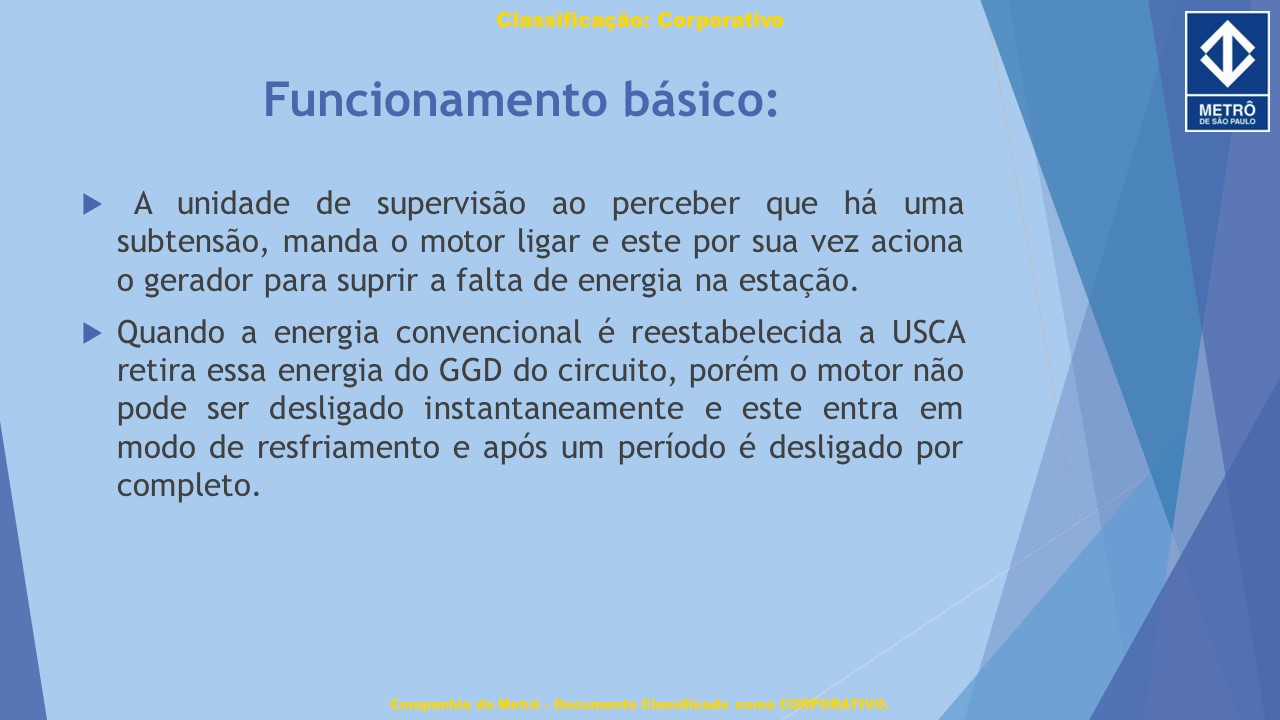 Classificação: Corporativo
METRÔ
DE SÃO PAULO
Funcionamento básico:
A unidade de supervisão ao perceber que há uma
subtensão, manda o motor ligar e este por sua vez aciona
o gerador para suprir a falta de energia na estação.
Quando a energia convencional é reestabelecida a USCA
retira essa energia do GGD do circuito, porém o motor não
pode ser desligado instantaneamente e este entra em
modo de resfriamento e após um período é desligado por
completo.
Companhia do Metrô - Documento Classificado como CORPORATIVO.